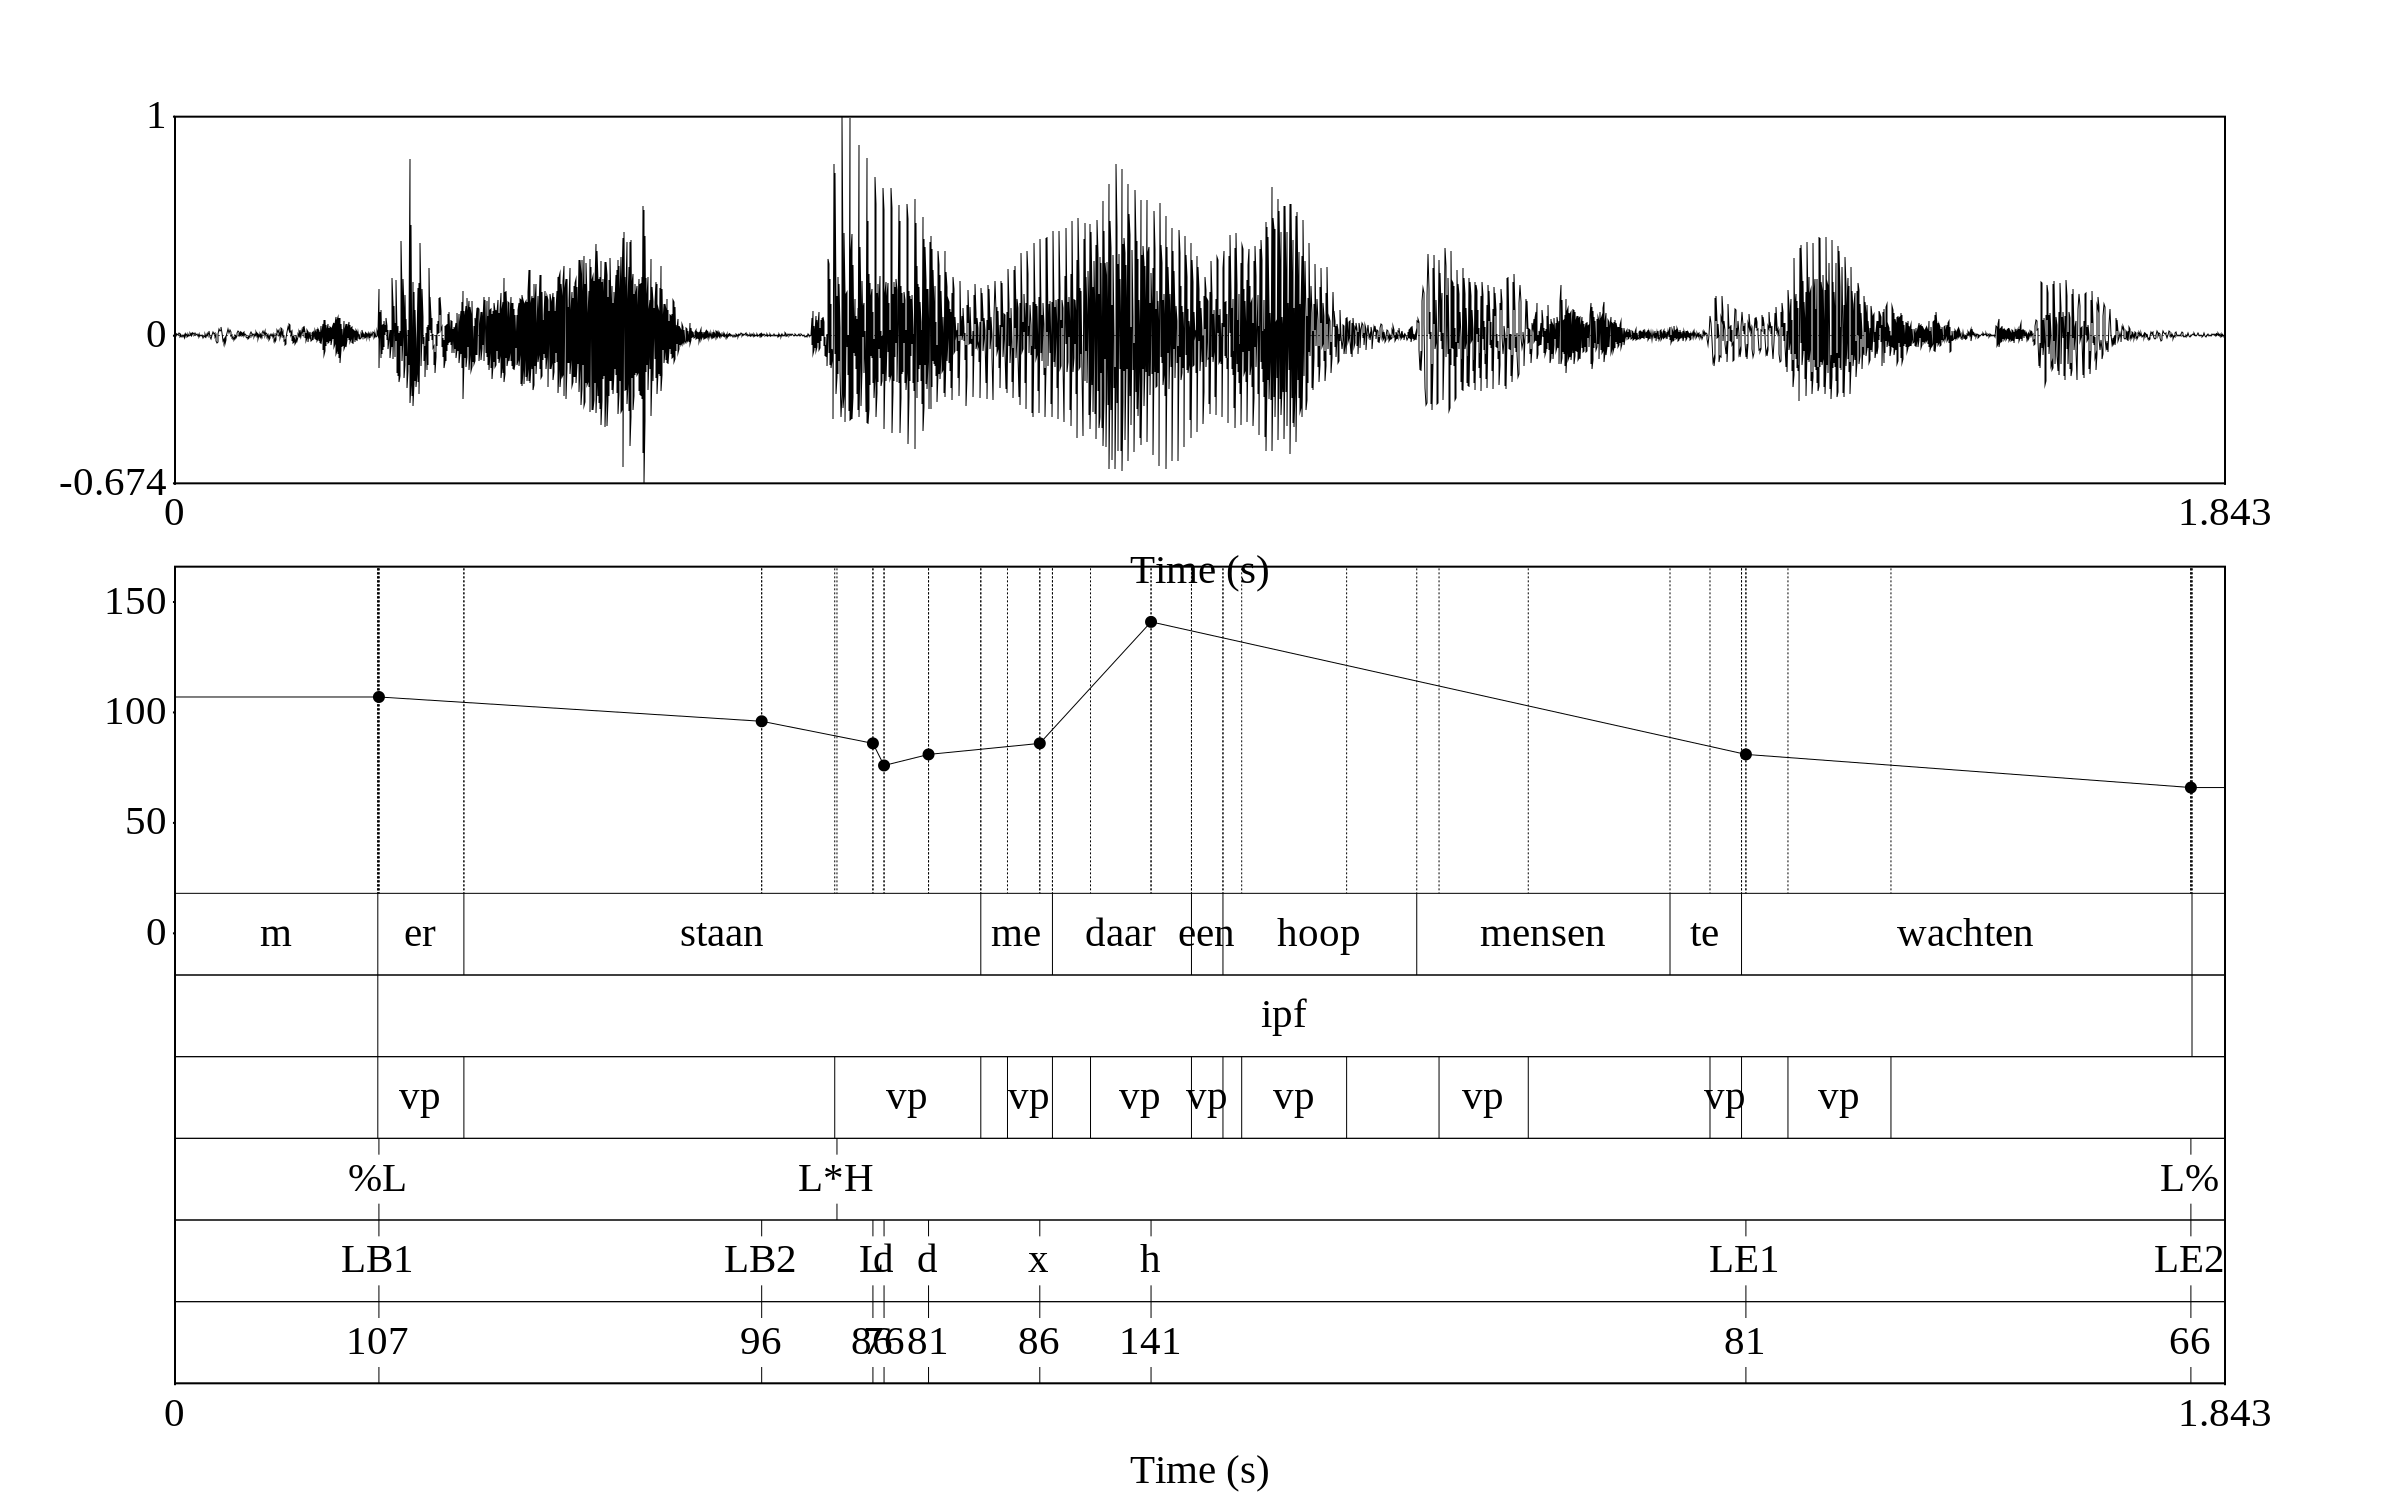 1
0
-0.674
0 1.843
Time (s)
150
100
50
0
m er staan me daar een hoop mensen te wachten
ipf
vp vp vp vp vp vp vp vp vp
%L L*H L%
LB1 LB2 L d d x h LE1 LE2
107 96 86 76 81 86 141 81 66
0 1.843
Time (s)